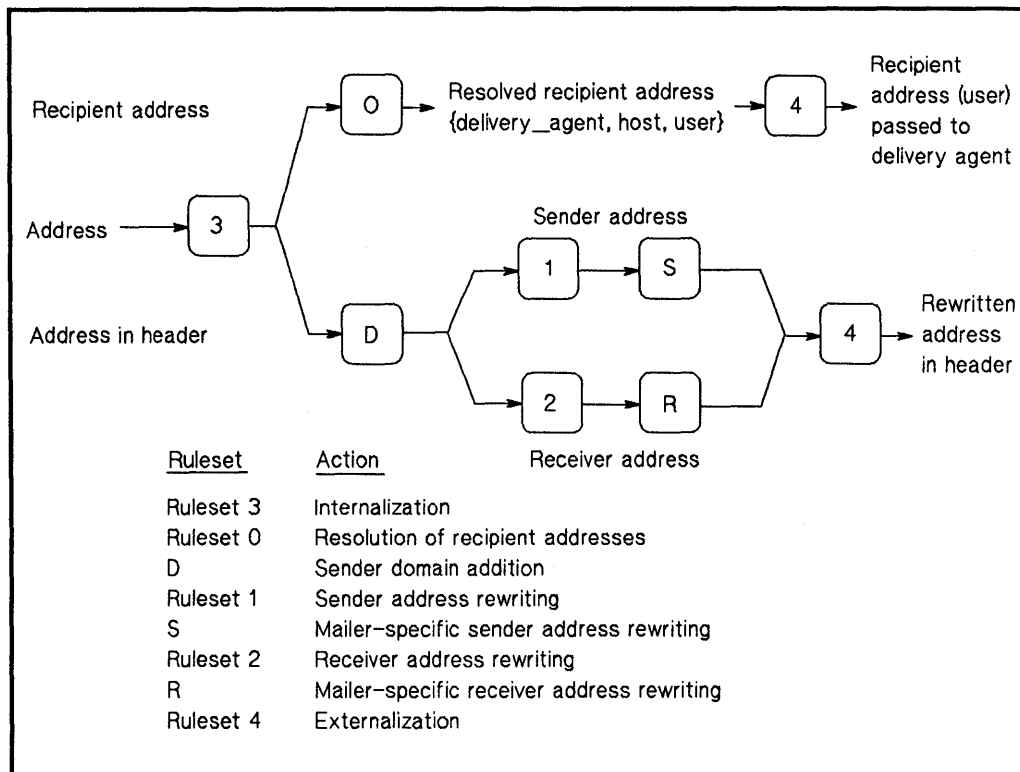 Recipient address
0
Resolved recipient address
{delivery_agent, host, user}
4
Recipient
address (user)
passed to
delivery agent
Address
3
Sender address
1
S
Address in header
D
4
Rewritten
address
in header
2
R
Receiver address
Ruleset Action
Ruleset 3 Internalization
Ruleset 0 Resolution of recipient addresses
D Sender domain addition
Ruleset 1 Sender address rewriting
S Mailer-specific sender address rewriting
Ruleset 2 Receiver address rewriting
R Mailer-specific receiver address rewriting
Ruleset 4 Externalization